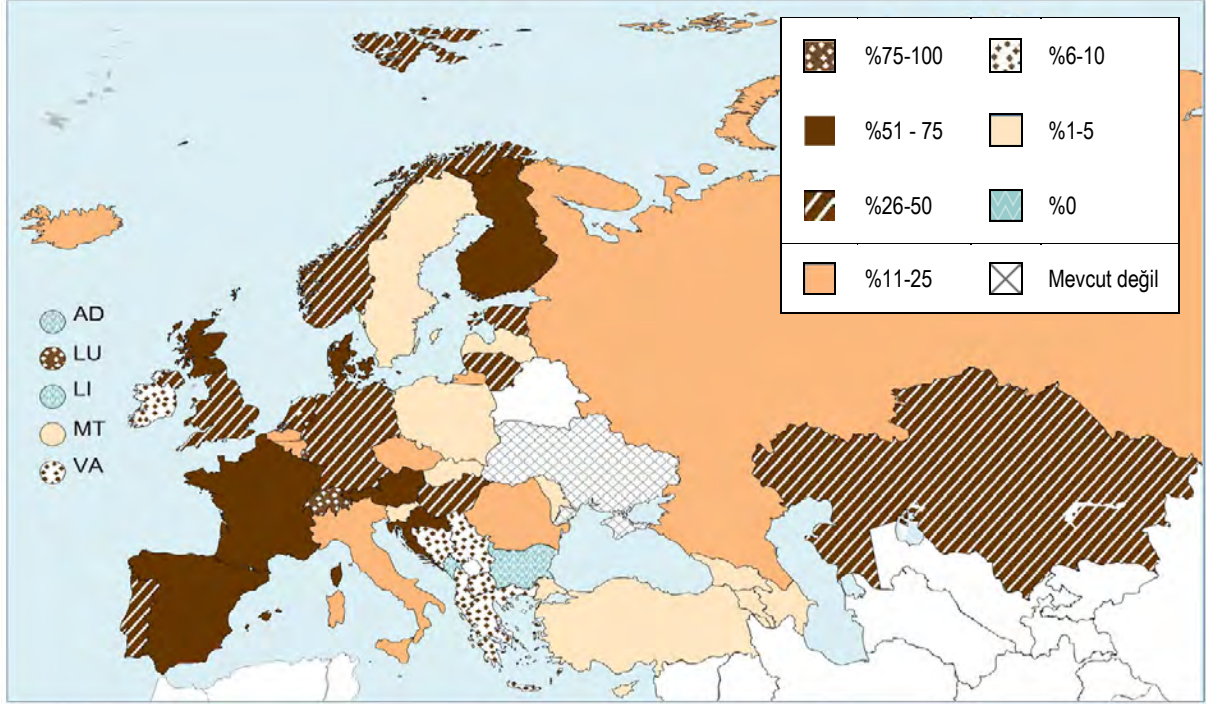 %75-100
%6-10
%51 - 75
%1-5
%26-50
%0
%11-25
Mevcut değil
AD
LU
LI
MT
VA